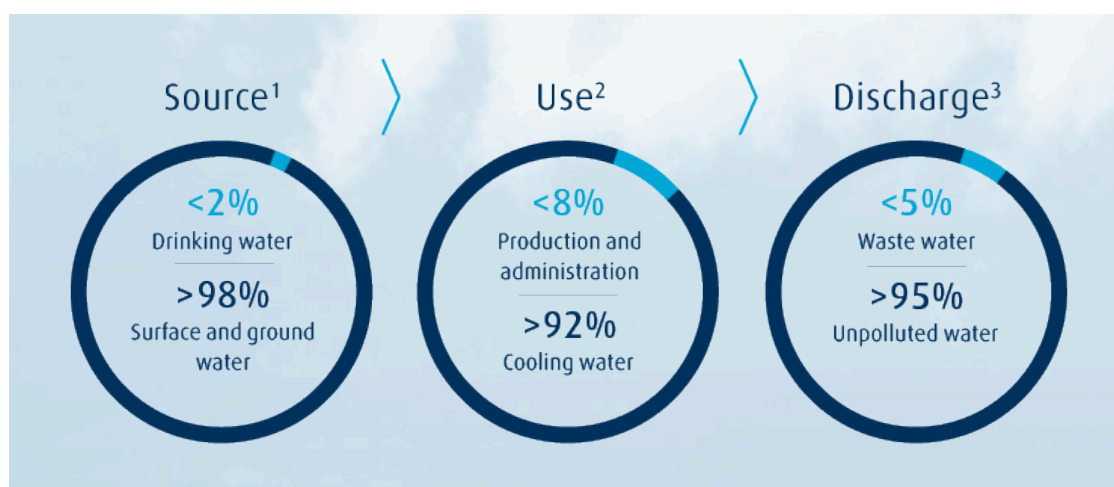 Source¹
<2%
Drinking water
>98%
Surface and ground
water
Use²
<8%
Production and
administration
>92%
Cooling water
Discharge³
<5%
Waste water
>95%
Unpolluted water